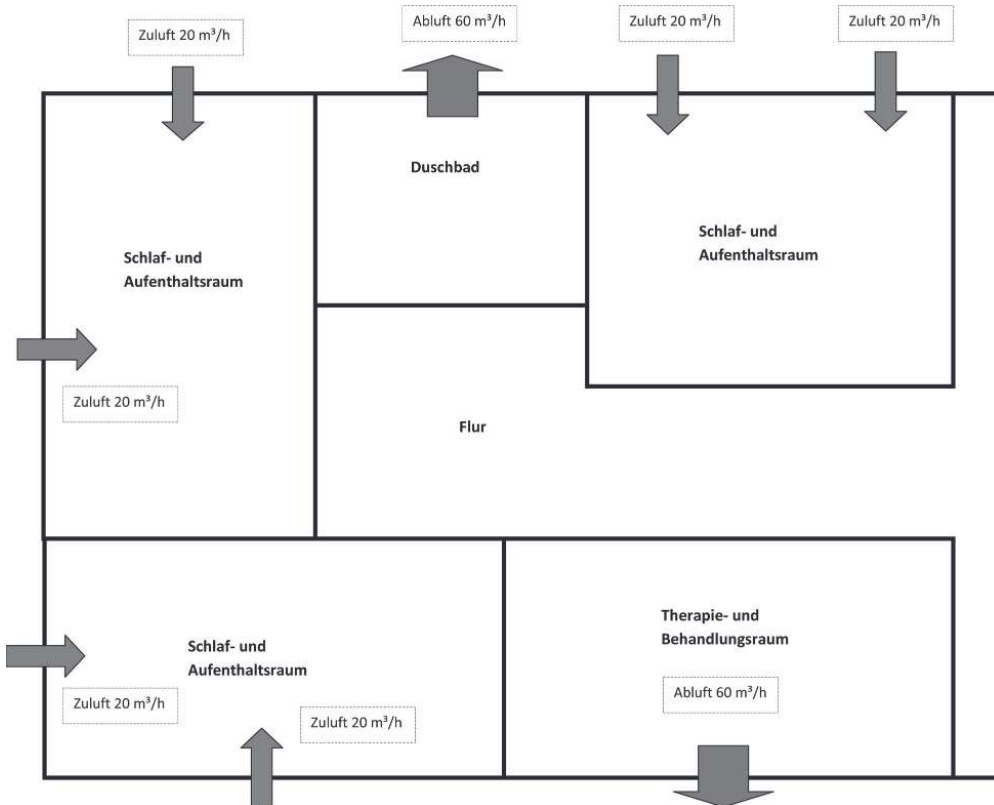 Zuluft 20 m³/h
Abluft 60 m³/h
Zuluft 20 m³/h
Zuluft 20 m³/h
Duschbad
Schlaf- und
Aufenthaltsraum
Schlaf- und
Aufenthaltsraum
Zuluft 20 m³/h
Flur
Schlaf- und
Aufenthaltsraum
Therapie- und
Behandlungsraum
Zuluft 20 m³/h
Zuluft 20 m³/h
Abluft 60 m³/h